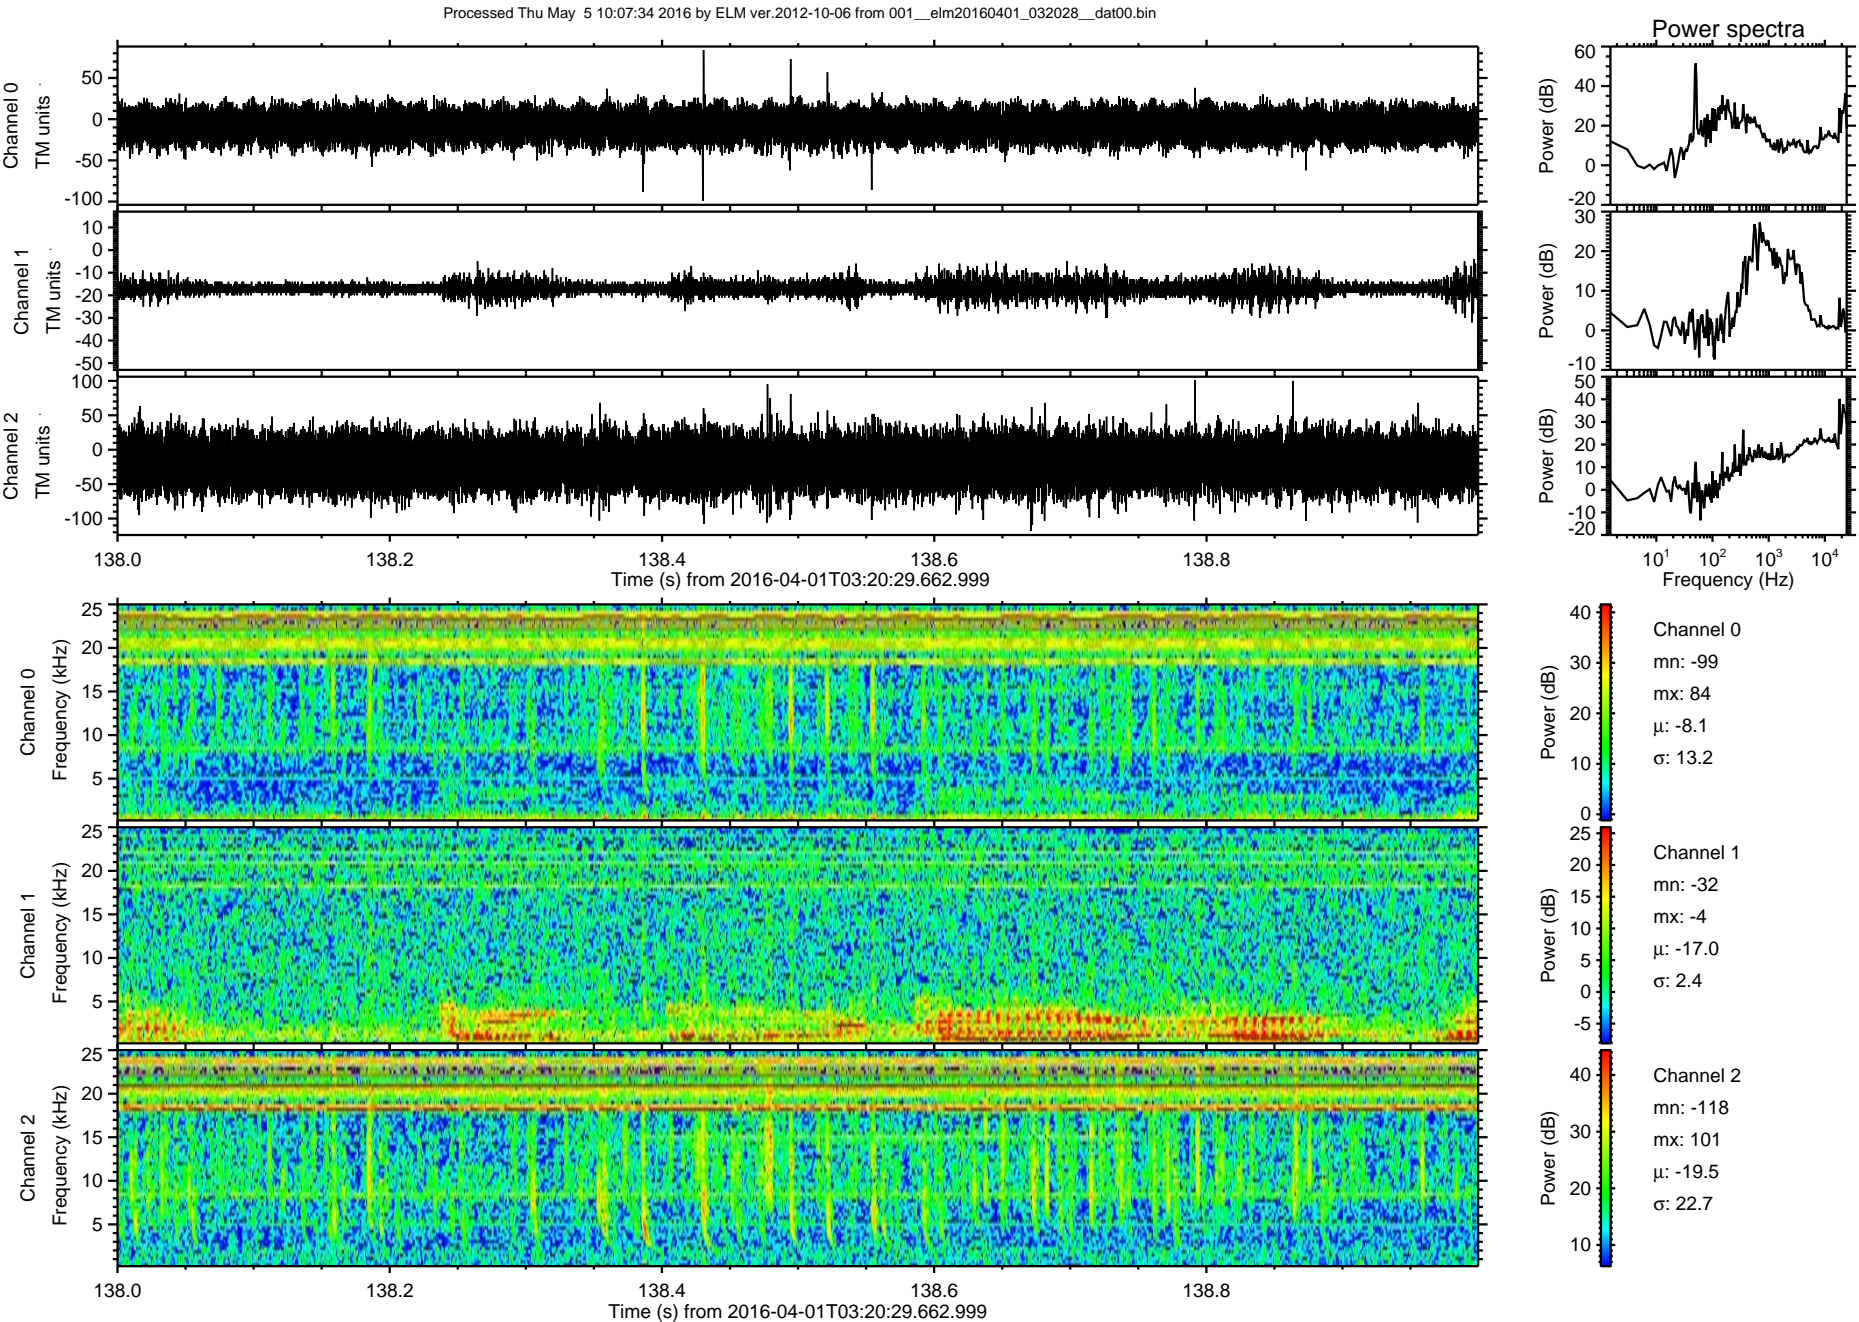 Processed Thu May  5 10:07:34 2016 by ELM ver.2012-10-06 from 001__elm20160401_032028__dat00.bin
Power spectra
Channel 0
TM units
50
0
-50
-100
Power (dB)
60
40
20
0
-20
Channel 1
TM units
10
0
-10
-20
-30
-40
-50
Power (dB)
30
20
10
0
-10
Channel 2
TM units
100
50
0
-50
-100
Power (dB)
50
40
30
20
10
0
-10
-20
138.0 138.2 138.4 138.6 138.8
Time (s) from 2016-04-01T03:20:29.662.999
10^1 10^2 10^3 10^4
Frequency (Hz)
Channel 0
Frequency (kHz)
25
20
15
10
5
Power (dB)
40
30
20
10
0
Channel 0
mn: -99
mx: 84
μ: -8.1
σ: 13.2
Channel 1
Frequency (kHz)
25
20
15
10
5
Power (dB)
25
20
15
10
5
0
-5
Channel 1
mn: -32
mx: -4
μ: -17.0
σ: 2.4
Channel 2
Frequency (kHz)
25
20
15
10
5
Power (dB)
40
30
20
10
Channel 2
mn: -118
mx: 101
μ: -19.5
σ: 22.7
138.0 138.2 138.4 138.6 138.8
Time (s) from 2016-04-01T03:20:29.662.999